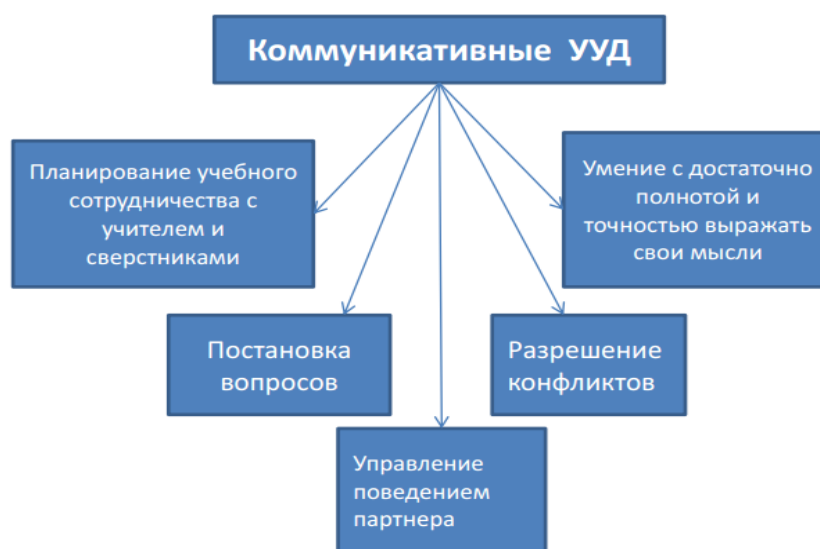 Коммуникативные УУД
Планирование учебного
сотрудничества с
учителем и
сверстниками
Умение с достаточно
полнотой и
точностью выражать
свои мысли
Постановка
вопросов
Разрешение
конфликтов
Управление
поведением
партнера